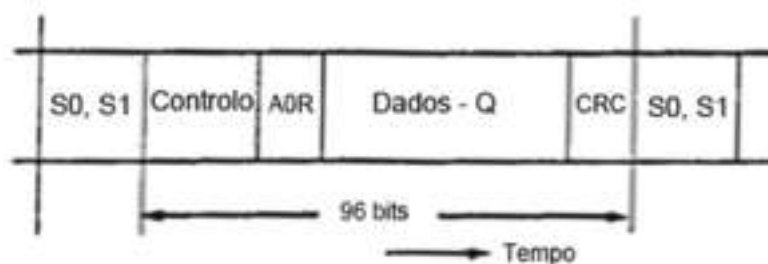 S0, S1 Controlo A0R Dados - Q CRC S0, S1
96 bits
Tempo